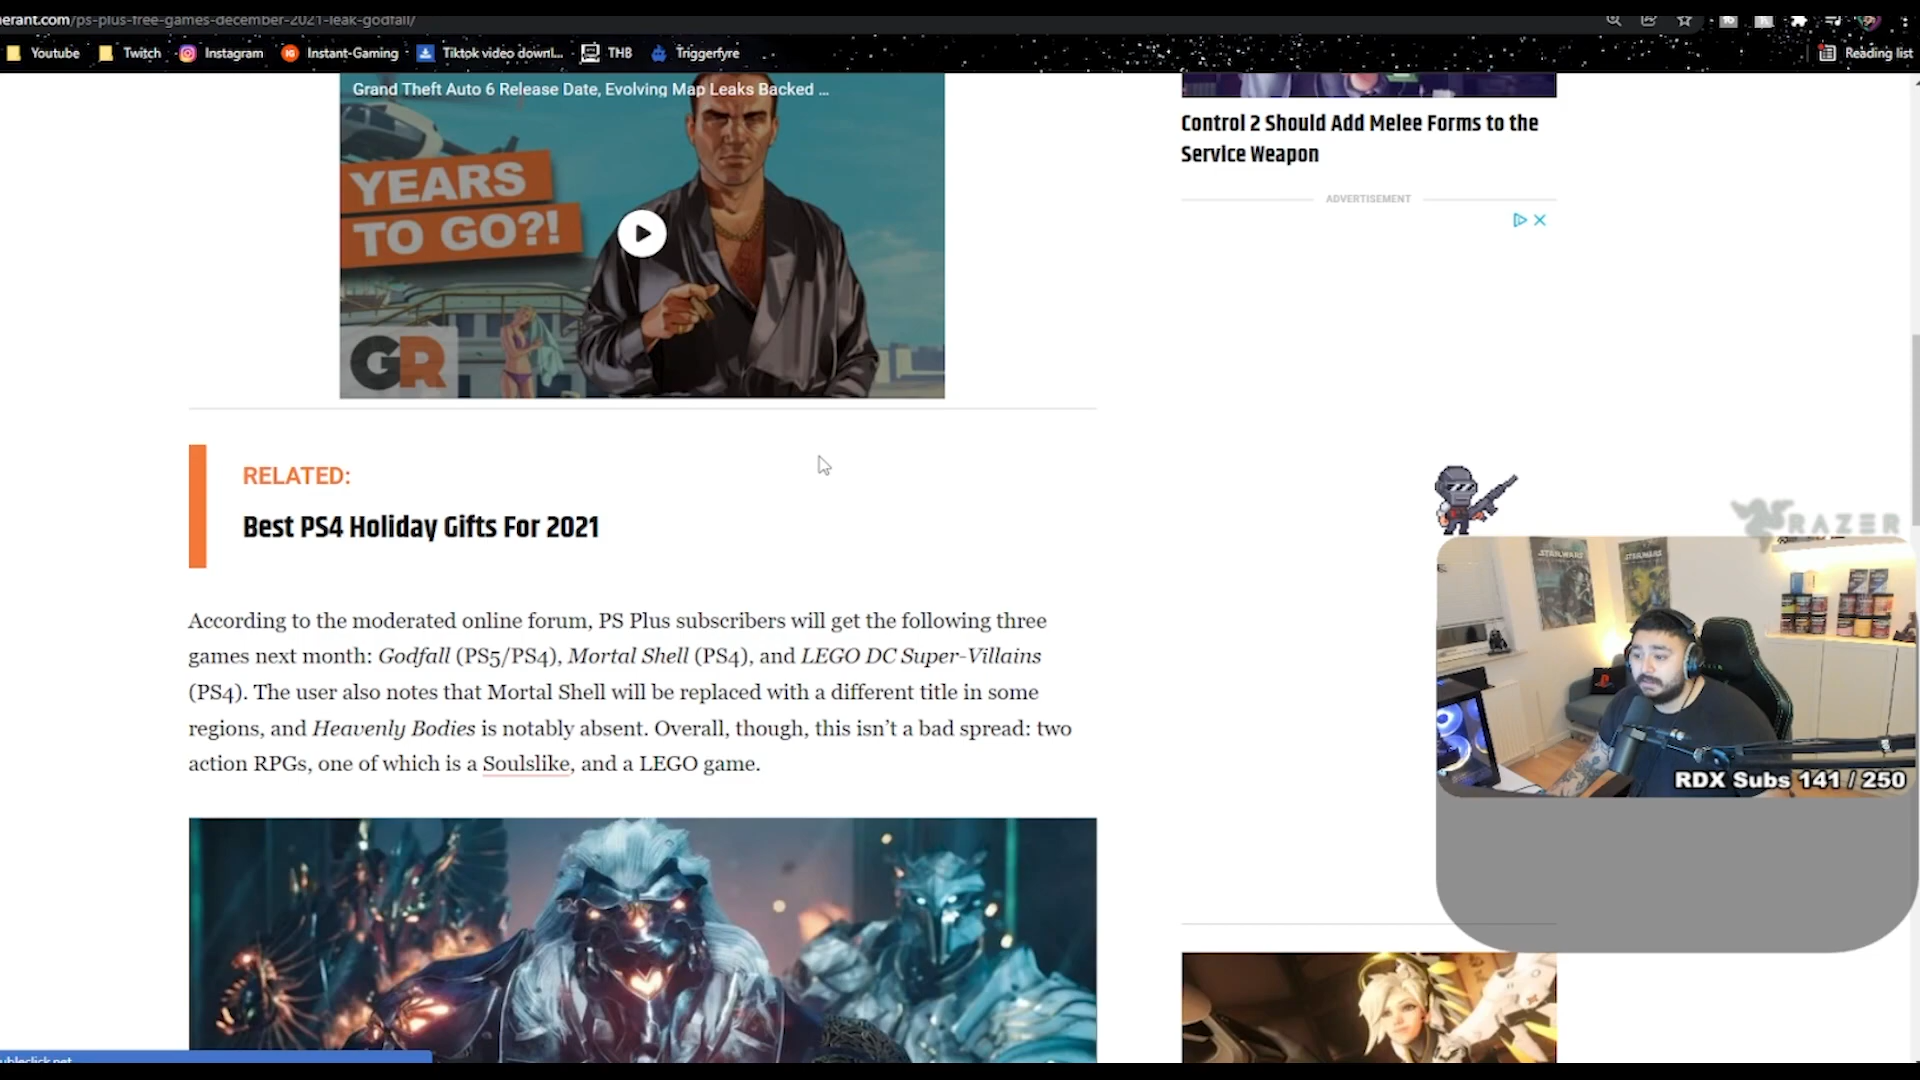 erant.com/ps-plus-free-games-december-2021-leak-godfall/
Youtube Twitch Instagram Instant-Gaming Tiktok video downl... THB Triggerfyre Reading list
Grand Theft Auto 6 Release Date, Evolving Map Leaks Backed ...
YEARS
TO GO?!
GR
Control 2 Should Add Melee Forms to the
Service Weapon
ADVERTISEMENT
RELATED:
Best PS4 Holiday Gifts For 2021
According to the moderated online forum, PS Plus subscribers will get the following three
games next month: Godfall (PS5/PS4), Mortal Shell (PS4), and LEGO DC Super-Villains
(PS4). The user also notes that Mortal Shell will be replaced with a different title in some
regions, and Heavenly Bodies is notably absent. Overall, though, this isn’t a bad spread: two
action RPGs, one of which is a Soulslike, and a LEGO game.
RAZER
STAR WARS
STAR WARS
RDX Subs 141 / 250